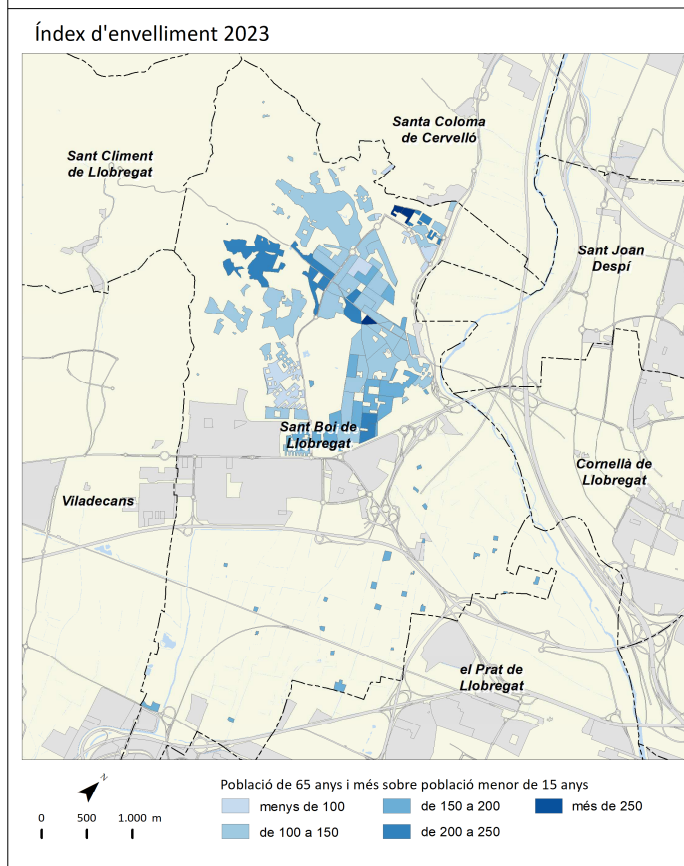 Índex d'envelliment 2023
Santa Coloma
de Cervelló
Sant Climent
de Llobregat
Sant Joan
Despí
Sant Boi de
Llobregat
Cornellà de
Llobregat
Viladecans
el Prat de
Llobregat
N
0 500 1.000 m
Població de 65 anys i més sobre població menor de 15 anys
menys de 100
de 150 a 200
més de 250
de 100 a 150
de 200 a 250